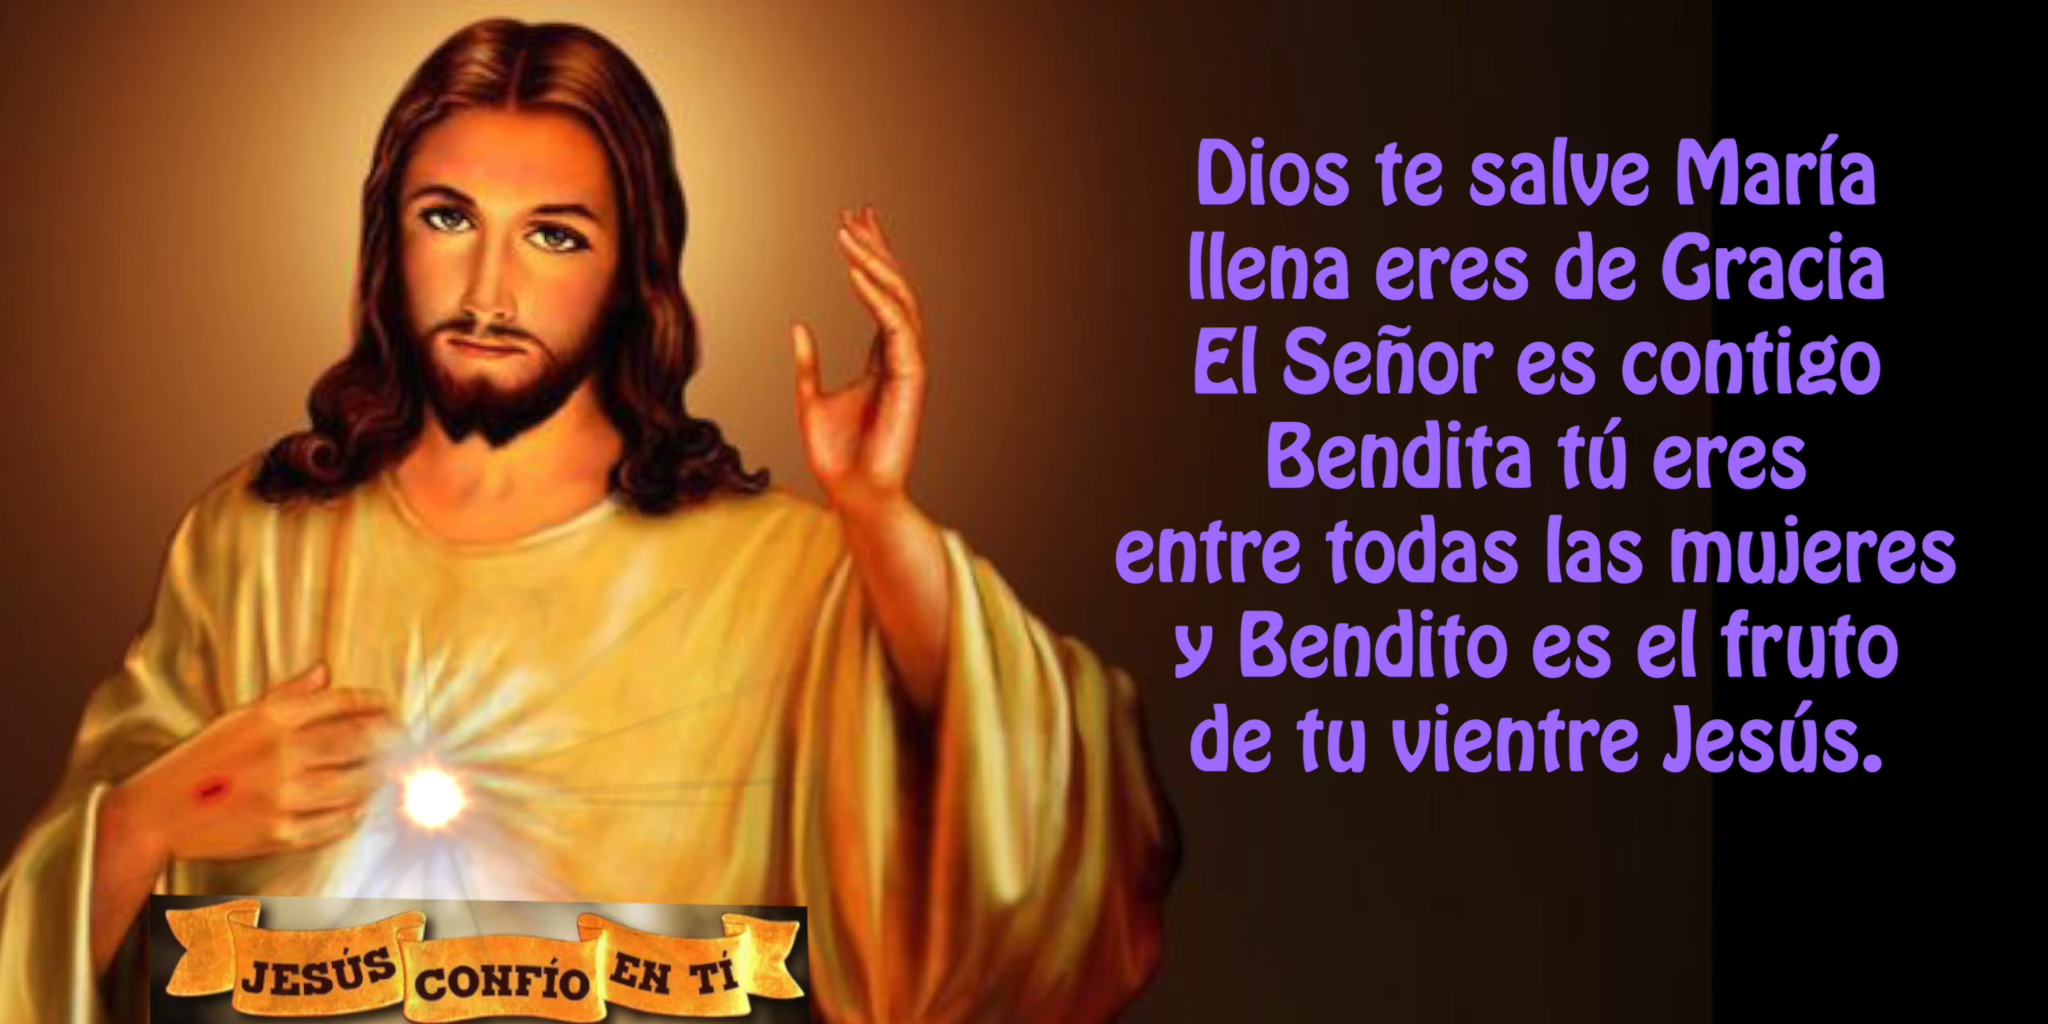 Dios te salve María
llena eres de Gracia
El Señor es contigo
Bendita tú eres
entre todas las mujeres
y Bendito es el fruto
de tu vientre Jesús.
JESÚS CONFÍO EN TÍ